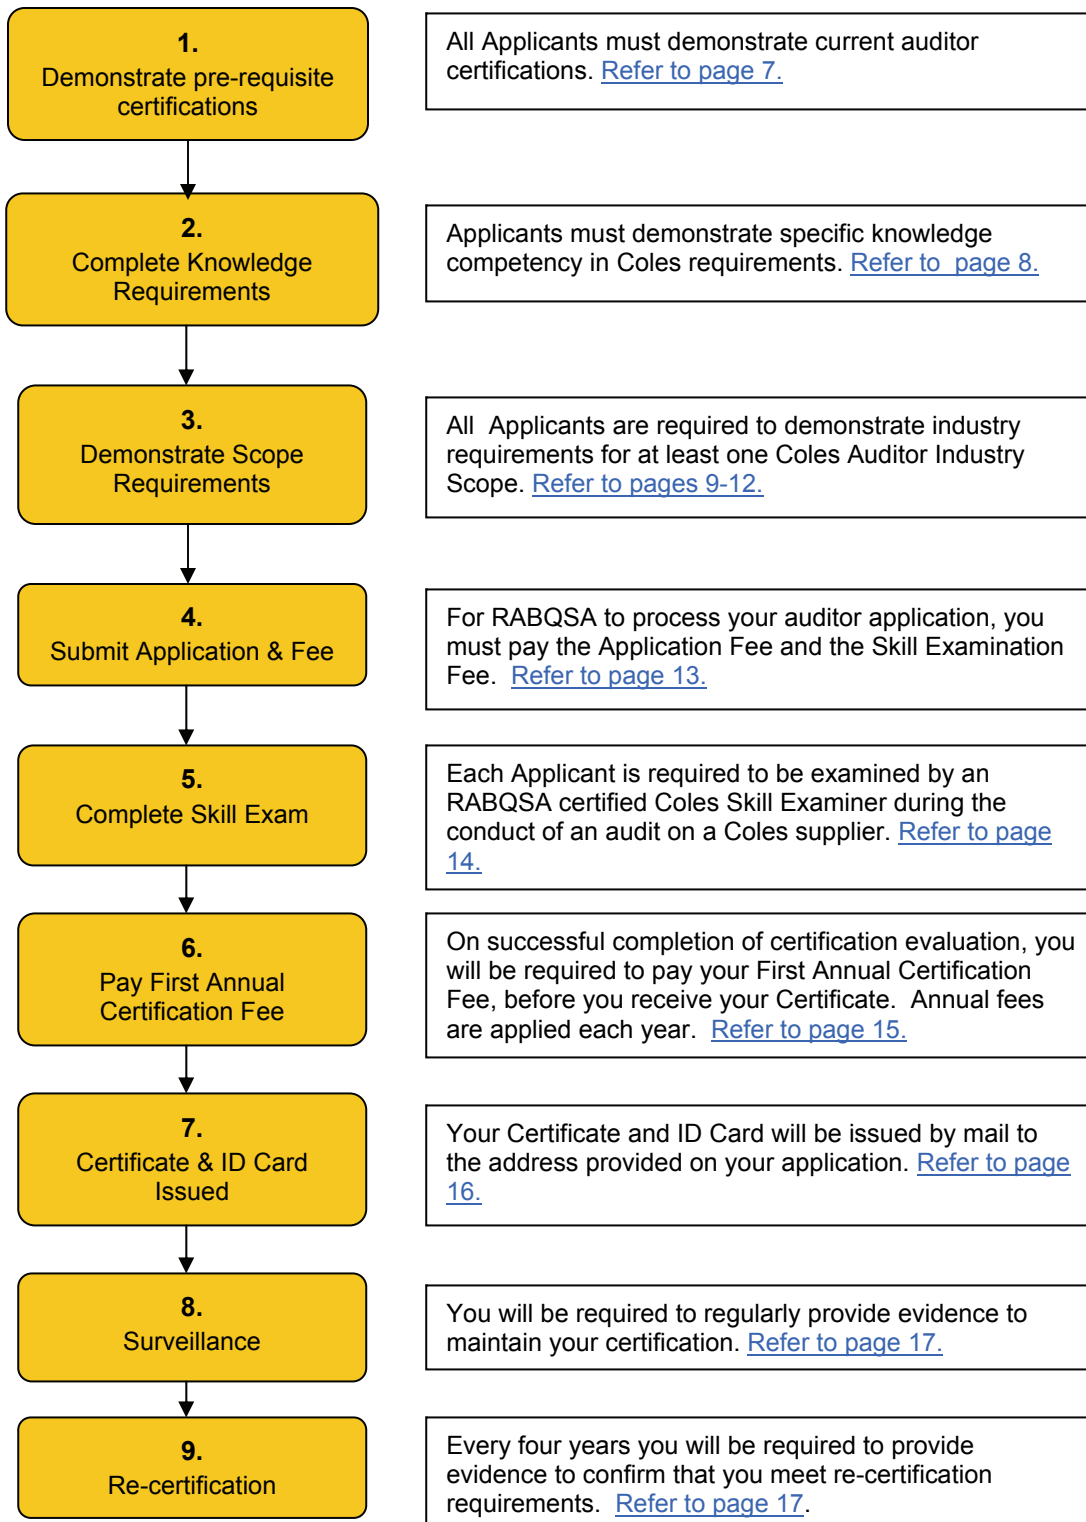 1.
Demonstrate pre-requisite
certifications
All Applicants must demonstrate current auditor
certifications. Refer to page 7.
2.
Complete Knowledge
Requirements
Applicants must demonstrate specific knowledge
competency in Coles requirements. Refer to  page 8.
3.
Demonstrate Scope
Requirements
All  Applicants are required to demonstrate industry
requirements for at least one Coles Auditor Industry
Scope. Refer to pages 9-12.
4.
Submit Application & Fee
For RABQSA to process your auditor application, you
must pay the Application Fee and the Skill Examination
Fee.  Refer to page 13.
5.
Complete Skill Exam
Each Applicant is required to be examined by an
RABQSA certified Coles Skill Examiner during the
conduct of an audit on a Coles supplier. Refer to page
14.
6.
Pay First Annual
Certification Fee
On successful completion of certification evaluation, you
will be required to pay your First Annual Certification
Fee, before you receive your Certificate.  Annual fees
are applied each year.  Refer to page 15.
7.
Certificate & ID Card
Issued
Your Certificate and ID Card will be issued by mail to
the address provided on your application. Refer to page
16.
8.
Surveillance
You will be required to regularly provide evidence to
maintain your certification. Refer to page 17.
9.
Re-certification
Every four years you will be required to provide
evidence to confirm that you meet re-certification
requirements.  Refer to page 17.